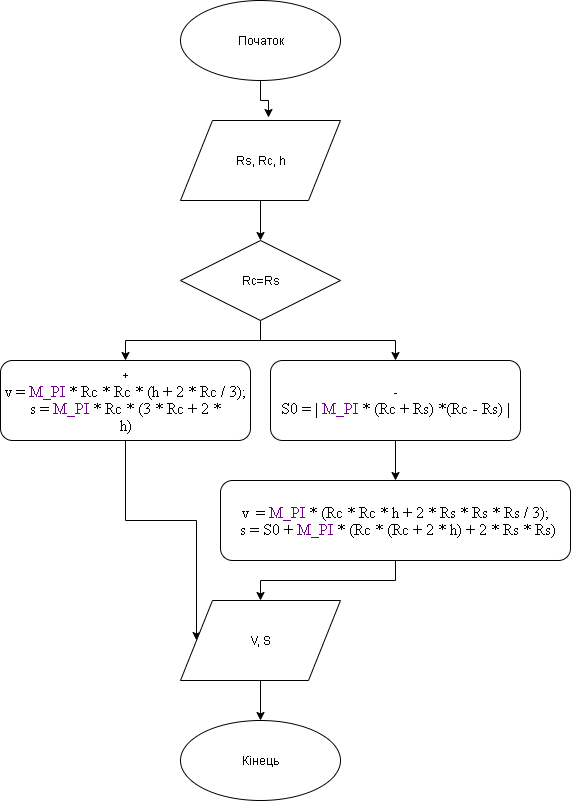 Початок
Rs, Rc, h
Rc=Rs
+
v = M_PI * Rc * Rc * (h + 2 * Rc / 3);
s = M_PI * Rc * (3 * Rc + 2 *
h)
-
S0 = | M_PI * (Rc + Rs) *(Rc - Rs) |
v = M_PI * (Rc * Rc * h + 2 * Rs * Rs * Rs / 3);
s = S0 + M_PI * (Rc * (Rc + 2 * h) + 2 * Rs * Rs)
V, S
Кінець